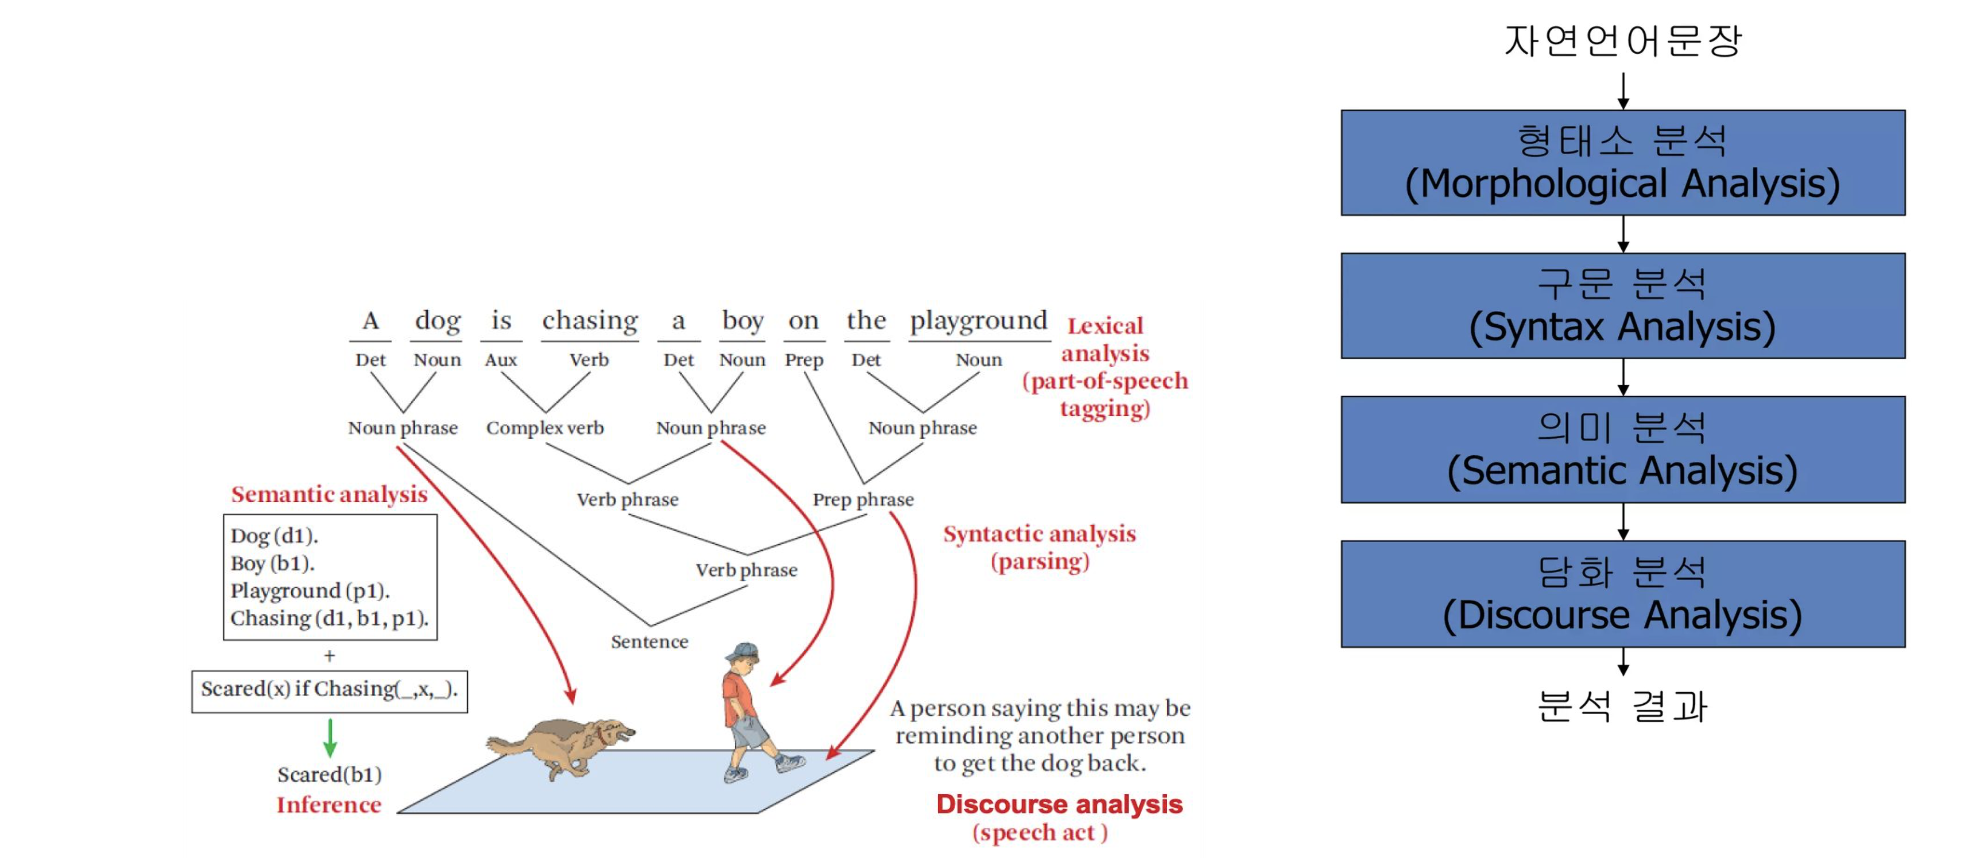 A dog is chasing a boy on the playground
Det Noun Aux Verb Det Noun Prep Det Noun
Noun phrase Complex verb Noun phrase Noun phrase
Verb phrase Prep phrase
Verb phrase
Sentence
Lexical
analysis
(part-of-speech
tagging)
Syntactic analysis
(parsing)
Semantic analysis
Dog (d1).
Boy (b1).
Playground (p1).
Chasing (d1, b1, p1).
+
Scared(x) if Chasing(_,x,_).
Scared(b1)
Inference
A person saying this may be
reminding another person
to get the dog back.
Discourse analysis
(speech act )
자연언어문장
형태소 분석
(Morphological Analysis)
구문 분석
(Syntax Analysis)
의미 분석
(Semantic Analysis)
담화 분석
(Discourse Analysis)
분석 결과